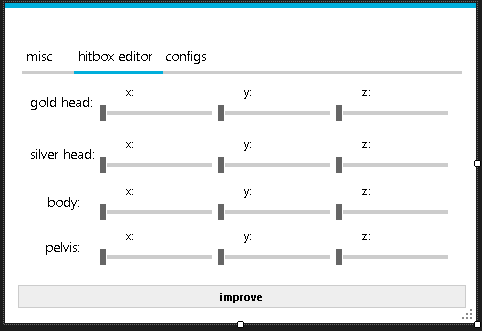 misc hitbox editor configs
x: y: z:
gold head:
x: y: z:
silver head:
x: y: z:
body:
x: y: z:
pelvis:
improve